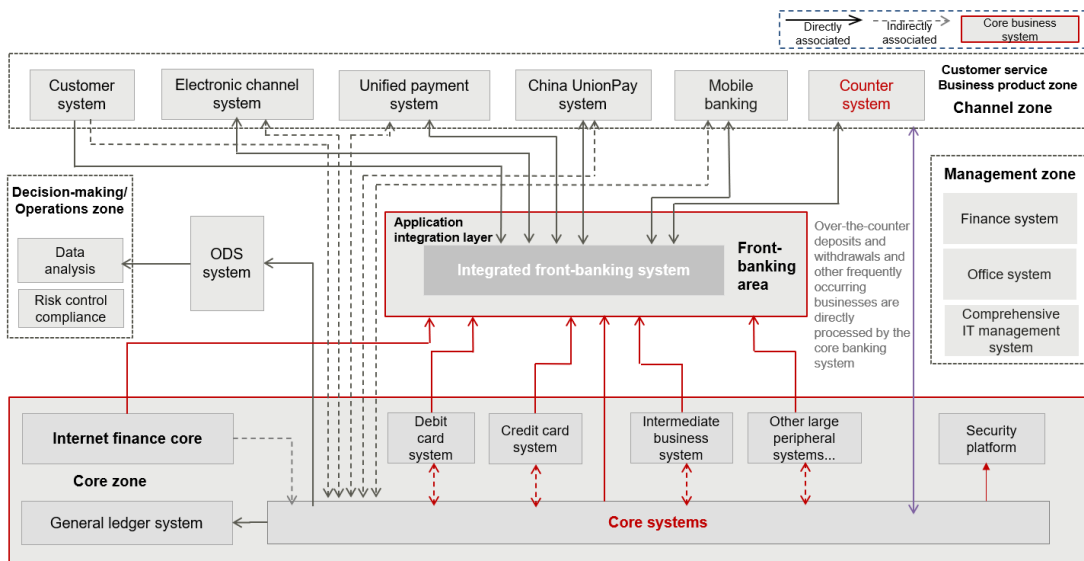 Directly
associated
Indirectly
associated
Core business
system
Customer
system
Electronic channel
system
Unified payment
system
China UnionPay
system
Mobile
banking
Counter
system
Customer service
Business product zone
Channel zone
Decision-making/
Operations zone
Data
analysis
Risk control
compliance
ODS
system
Application
integration layer
Integrated front-banking system
Front-
banking
area
Over-the-counter
deposits and
withdrawals and
other frequently
occurring
businesses are
directly
processed by the
core banking
system
Management zone
Finance system
Office system
Comprehensive
IT management
system
Internet finance core
Core zone
General ledger system
Debit
card
system
Credit card
system
Intermediate
business
system
Other large
peripheral
systems...
Security
platform
Core systems